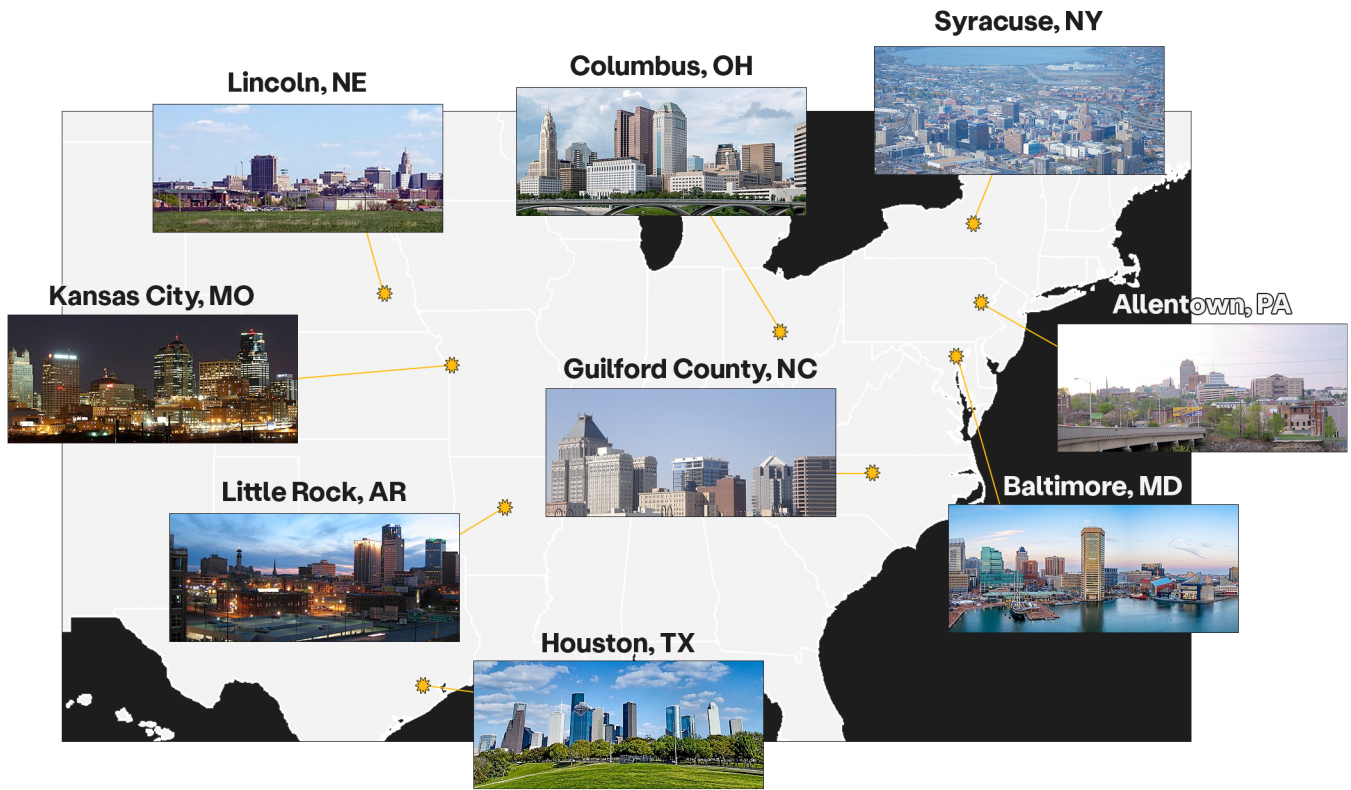 Syracuse, NY
Columbus, OH
Lincoln, NE
Kansas City, MO
Allentown, PA
Guilford County, NC
Little Rock, AR
Baltimore, MD
Houston, TX